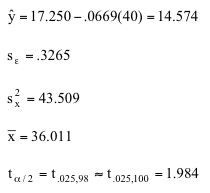 ŷ = 17.250 − .0669(40) = 14.574
s_ε = .3265
s_x^2 = 43.509
x̄ = 36.011
t_{α/2} = t_{.025,98} ≈ t_{.025,100} = 1.984